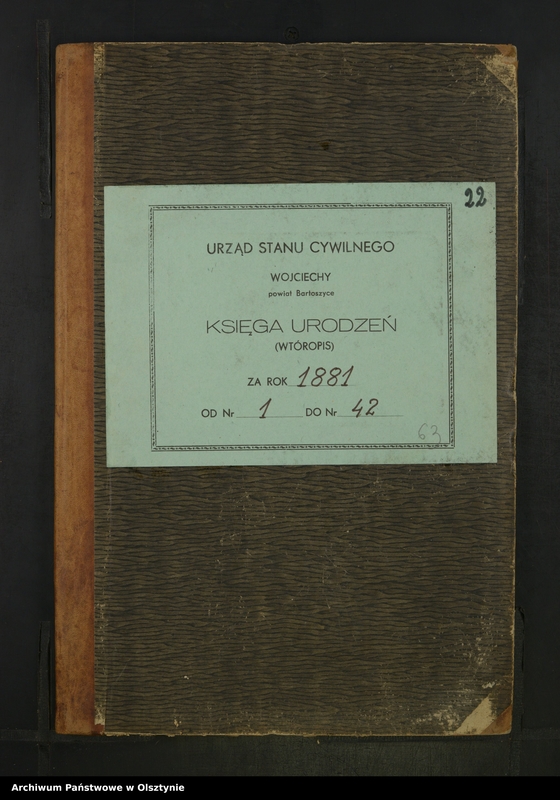 22
URZĄD STANU CYWILNEGO
WOJCIECHY
powiat Bartoszyce
KSIĘGA URODZEŃ
(WTÓROPIS)
ZA ROK 1881
OD Nr 1 DO Nr 42
63
Archiwum Państwowe w Olsztynie